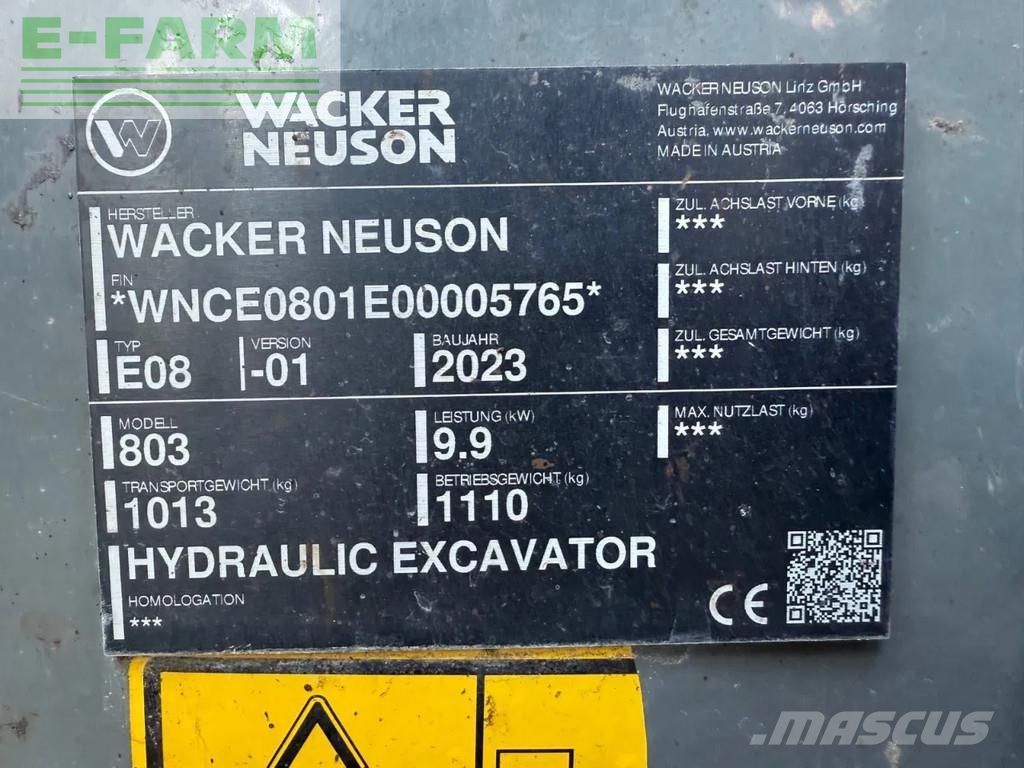 E-FARM
WACKER
NEUSON
WACKER NEUSON Linz GmbH
Flughafenstraße 7, 4063 Hörsching
Austria, www.wackerneuson.com
MADE IN AUSTRIA
HERSTELLER
WACKER NEUSON
FIN
*WNCE0801E00005765*
TYP
E08
VERSION
-01
BAUJAHR
2023
ZUL. ACHSLAST VORNE (kg)
***
ZUL. ACHSLAST HINTEN (kg)
***
ZUL. GESAMTGEWICHT (kg)
***
MODELL
803
LEISTUNG (kW)
9.9
MAX. NUTZLAST (kg)
***
TRANSPORTGEWICHT (kg)
1013
BETRIEBSGEWICHT (kg)
1110
HYDRAULIC EXCAVATOR
HOMOLOGATION
***
CE
MASCUS